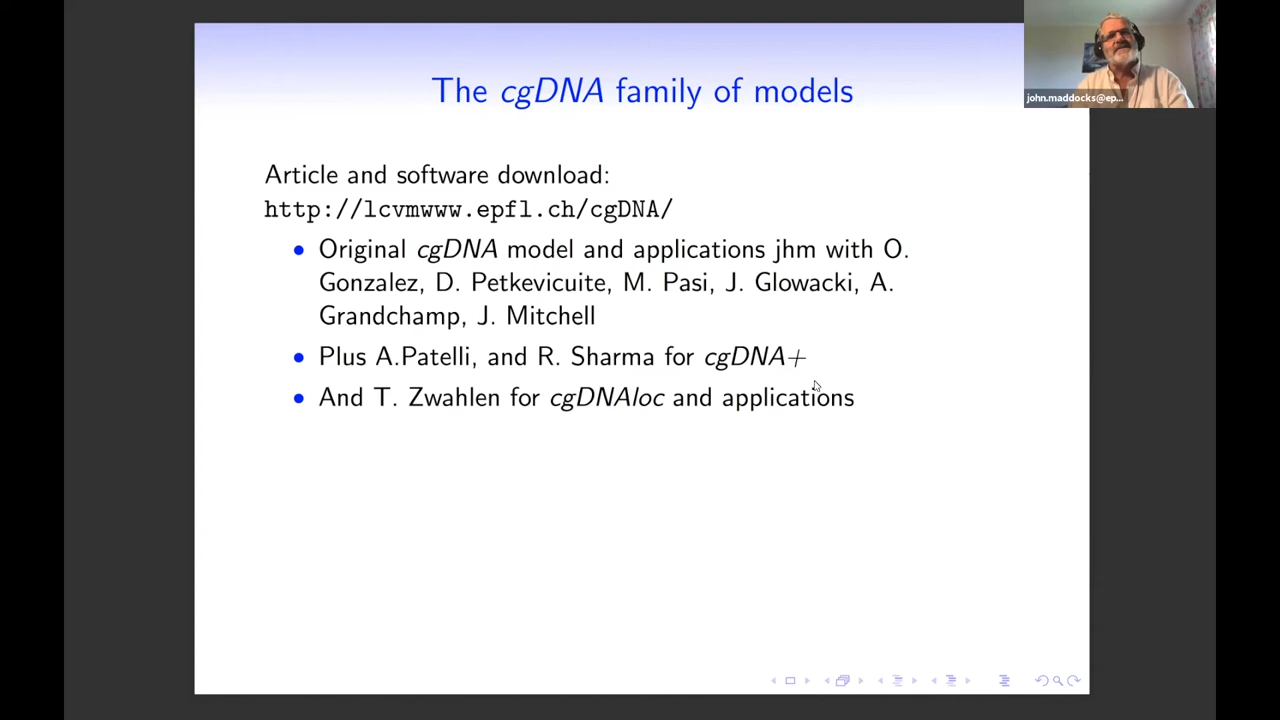 The cgDNA family of models
john.maddocks@ep...
Article and software download:
http://lcvmwww.epfl.ch/cgDNA/
• Original cgDNA model and applications jhm with O.
Gonzalez, D. Petkevicuite, M. Pasi, J. Glowacki, A.
Grandchamp, J. Mitchell
• Plus A.Patelli, and R. Sharma for cgDNA+
• And T. Zwahlen for cgDNAloc and applications